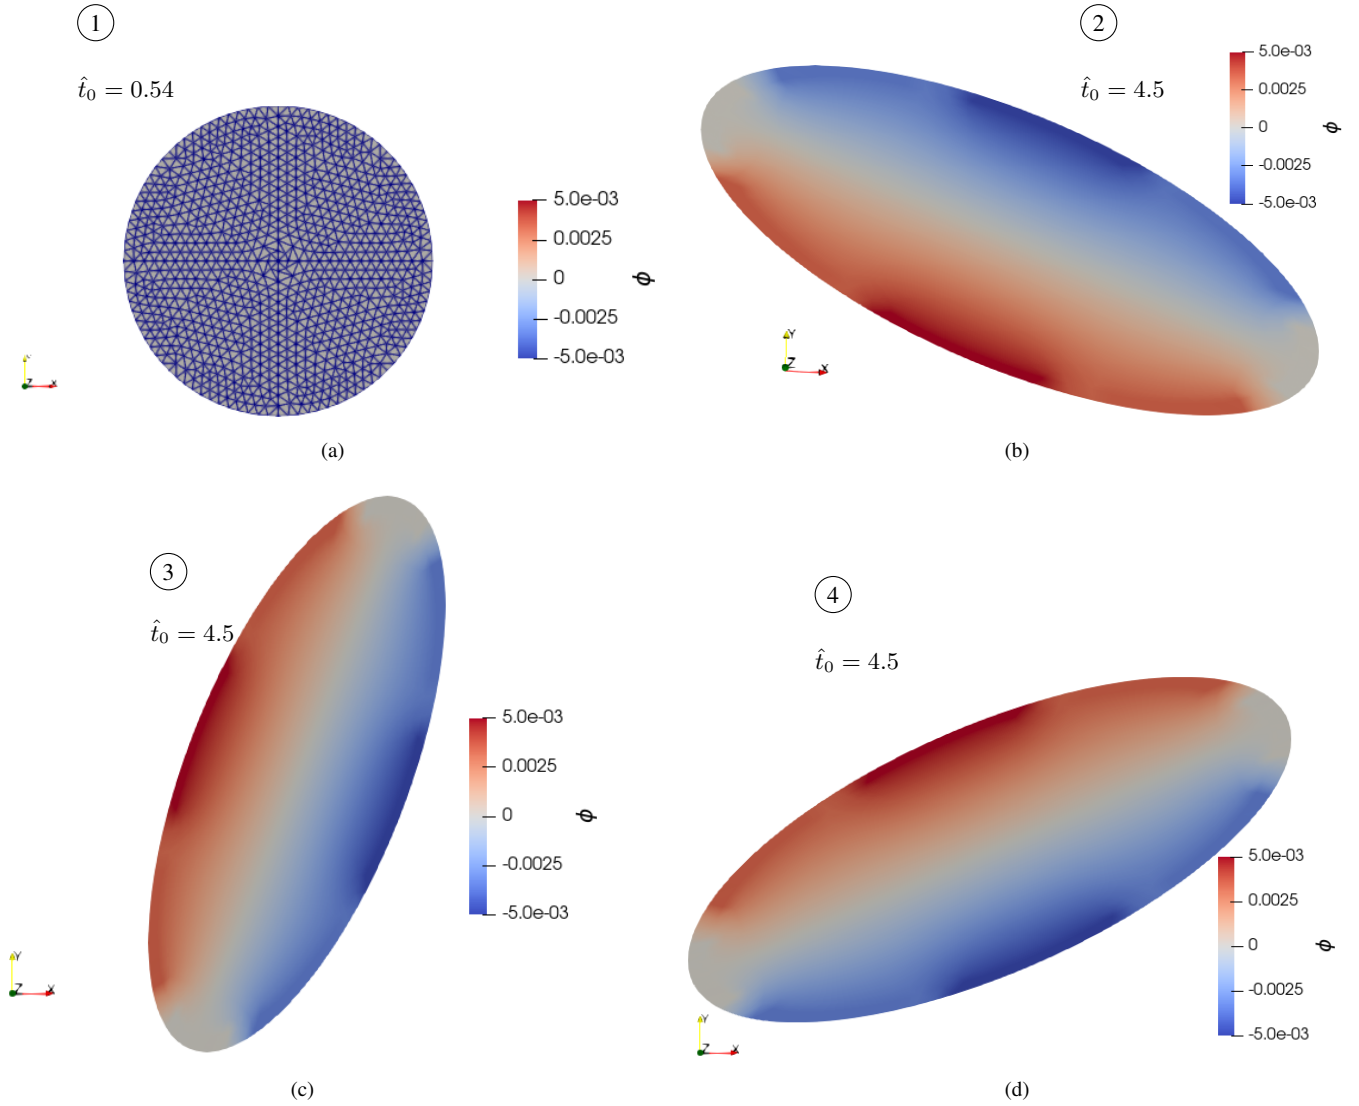 ①
t̂₀ = 0.54
5.0e-03
0.0025
0
-0.0025
-5.0e-03
ϕ
Z X
(a)
②
t̂₀ = 4.5
5.0e-03
0.0025
0
-0.0025
-5.0e-03
ϕ
Y
Z X
(b)
③
t̂₀ = 4.5
5.0e-03
0.0025
0
-0.0025
-5.0e-03
ϕ
Y
Z X
(c)
④
t̂₀ = 4.5
5.0e-03
0.0025
0
-0.0025
-5.0e-03
ϕ
Y
Z X
(d)